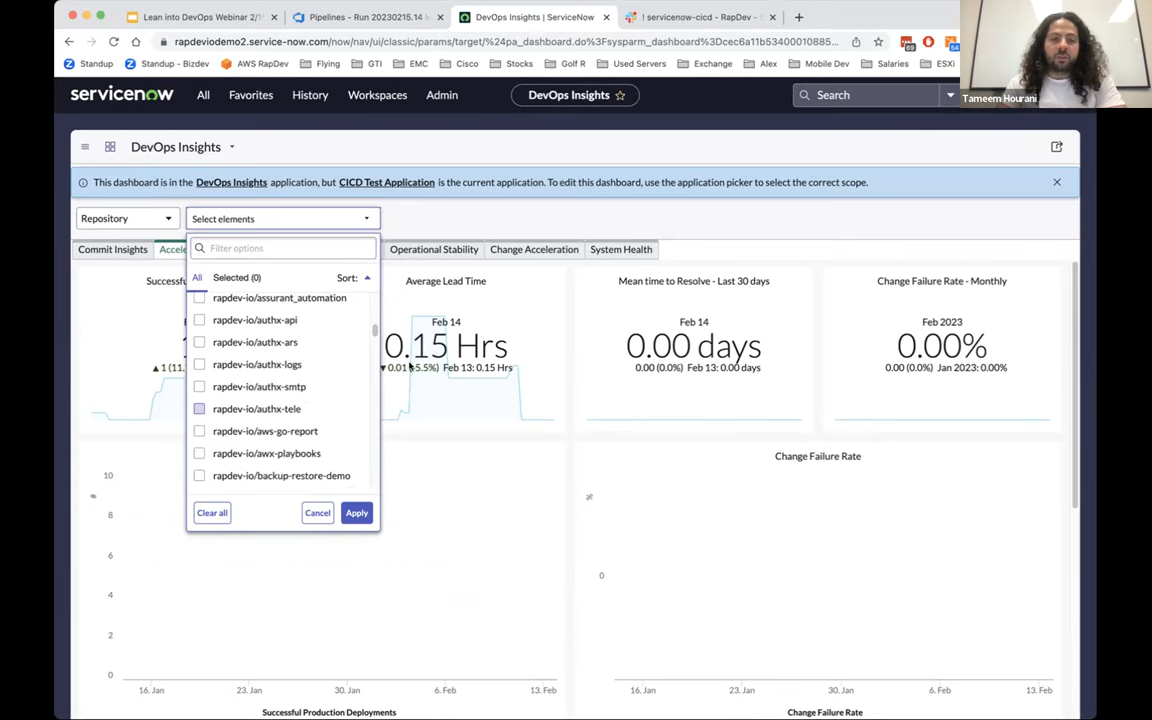 Lean into DevOps Webinar 2/1
Pipelines - Run 20230215.14
DevOps Insights | ServiceNow
! servicenow-cicd - RapDev -
rapdeviodemo2.service-now.com/now/nav/ui/classic/params/target/%24pa_dashboard.do%3Fsysparm_dashboard%3Dcec6a11b53400010885...
69
54
Standup
Standup - Bizdev
AWS RapDev
Flying
GTI
EMC
Cisco
Stocks
Golf R
Used Servers
Exchange
Alex
Mobile Dev
Salaries
ESXi
Tameem Hourani
servicenow
All
Favorites
History
Workspaces
Admin
DevOps Insights
Search
DevOps Insights
This dashboard is in the DevOps Insights application, but CICD Test Application is the current application. To edit this dashboard, use the application picker to select the correct scope.
Repository
Select elements
Filter options
All
Selected (0)
Sort:
rapdev-io/assurant_automation
rapdev-io/authx-api
rapdev-io/authx-ars
rapdev-io/authx-logs
rapdev-io/authx-smtp
rapdev-io/authx-tele
rapdev-io/aws-go-report
rapdev-io/awx-playbooks
rapdev-io/backup-restore-demo
Clear all
Cancel
Apply
Commit Insights
Accele
Operational Stability
Change Acceleration
System Health
Successf
▲ 1 (11.
Average Lead Time
Feb 14
0.15 Hrs
▼ 0.01 (-5.5%) Feb 13: 0.15 Hrs
Mean time to Resolve - Last 30 days
Feb 14
0.00 days
0.00 (0.0%) Feb 13: 0.00 days
Change Failure Rate - Monthly
Feb 2023
0.00%
0.00 (0.0%) Jan 2023: 0.00%
#
10
8
6
4
2
0
16. Jan
23. Jan
30. Jan
6. Feb
13. Feb
Successful Production Deployments
Change Failure Rate
%
0
16. Jan
23. Jan
30. Jan
6. Feb
13. Feb
Change Failure Rate